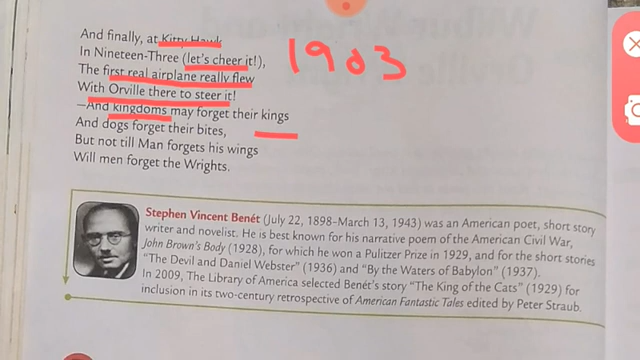 And finally, at Kitty Hawk
In Nineteen-Three (let's cheer it!),
The first real airplane really flew
With Orville there to steer it!
—And kingdoms may forget their kings
And dogs forget their bites,
But not till Man forgets his wings
Will men forget the Wrights.
1903
Stephen Vincent Benét (July 22, 1898–March 13, 1943) was an American poet, short story
writer and novelist. He is best known for his narrative poem of the American Civil War,
John Brown's Body (1928), for which he won a Pulitzer Prize in 1929, and for the short stories
"The Devil and Daniel Webster" (1936) and "By the Waters of Babylon" (1937).
In 2009, The Library of America selected Benét's story "The King of the Cats" (1929) for
inclusion in its two-century retrospective of American Fantastic Tales edited by Peter Straub.